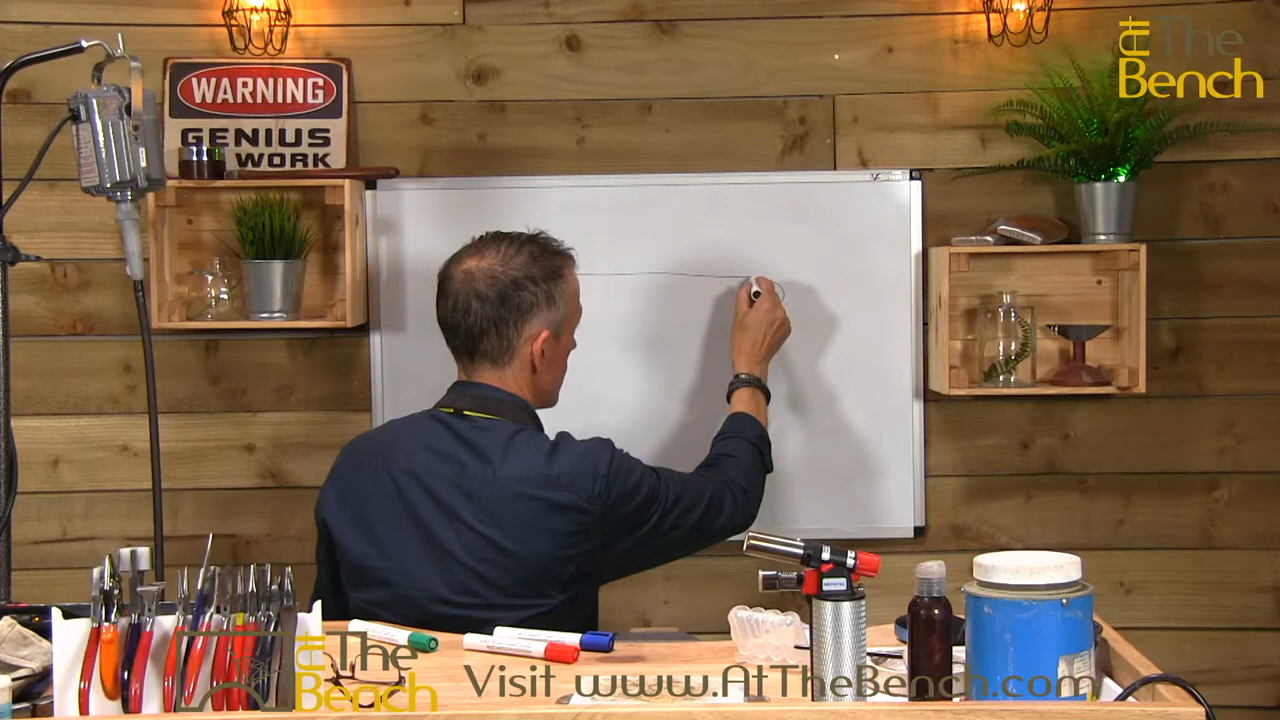 At The
Bench
WARNING
GENIUS
WORK
At The
Bench
Visit www.AtTheBench.com